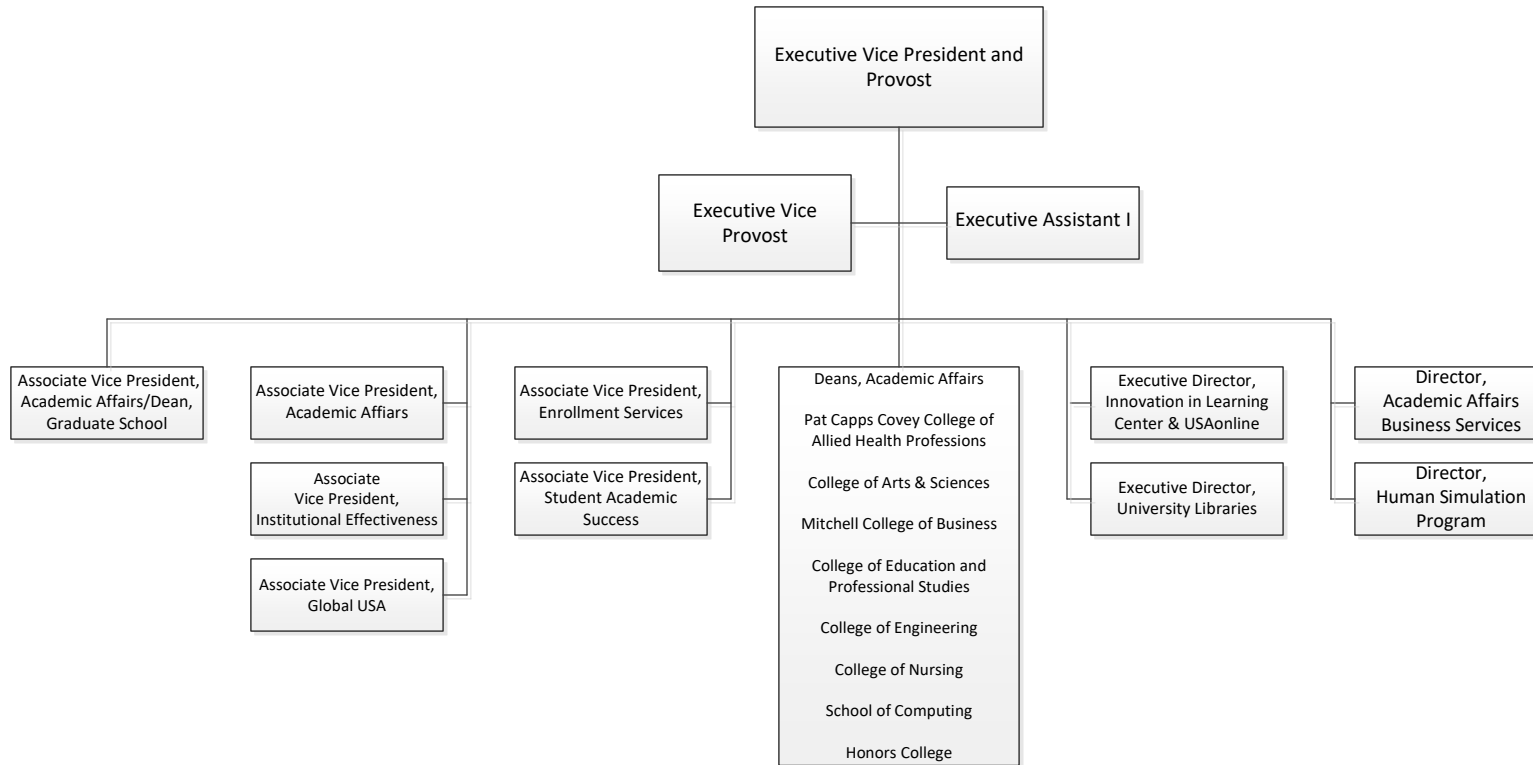 Executive Vice President and
Provost
Executive Vice
Provost
Executive Assistant I
Associate Vice President,
Academic Affairs/Dean,
Graduate School
Associate Vice President,
Academic Affiars
Associate
Vice President,
Institutional Effectiveness
Associate Vice President,
Global USA
Associate Vice President,
Enrollment Services
Associate Vice President,
Student Academic
Success
Deans, Academic Affairs
Pat Capps Covey College of
Allied Health Professions
College of Arts & Sciences
Mitchell College of Business
College of Education and
Professional Studies
College of Engineering
College of Nursing
School of Computing
Honors College
Executive Director,
Innovation in Learning
Center & USAonline
Executive Director,
University Libraries
Director,
Academic Affairs
Business Services
Director,
Human Simulation
Program